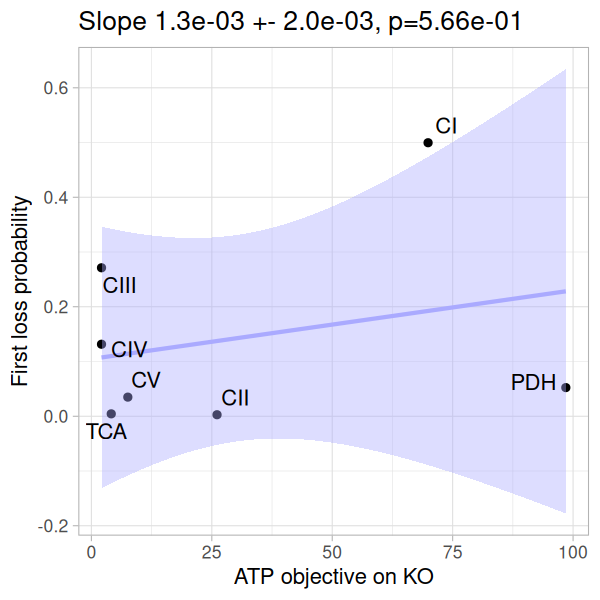 Slope 1.3e-03 +- 2.0e-03, p=5.66e-01
First loss probability
0.6
0.4
0.2
0.0
-0.2
CI
CIII
CIV
CV
TCA
CII
PDH
0
25
50
75
100
ATP objective on KO